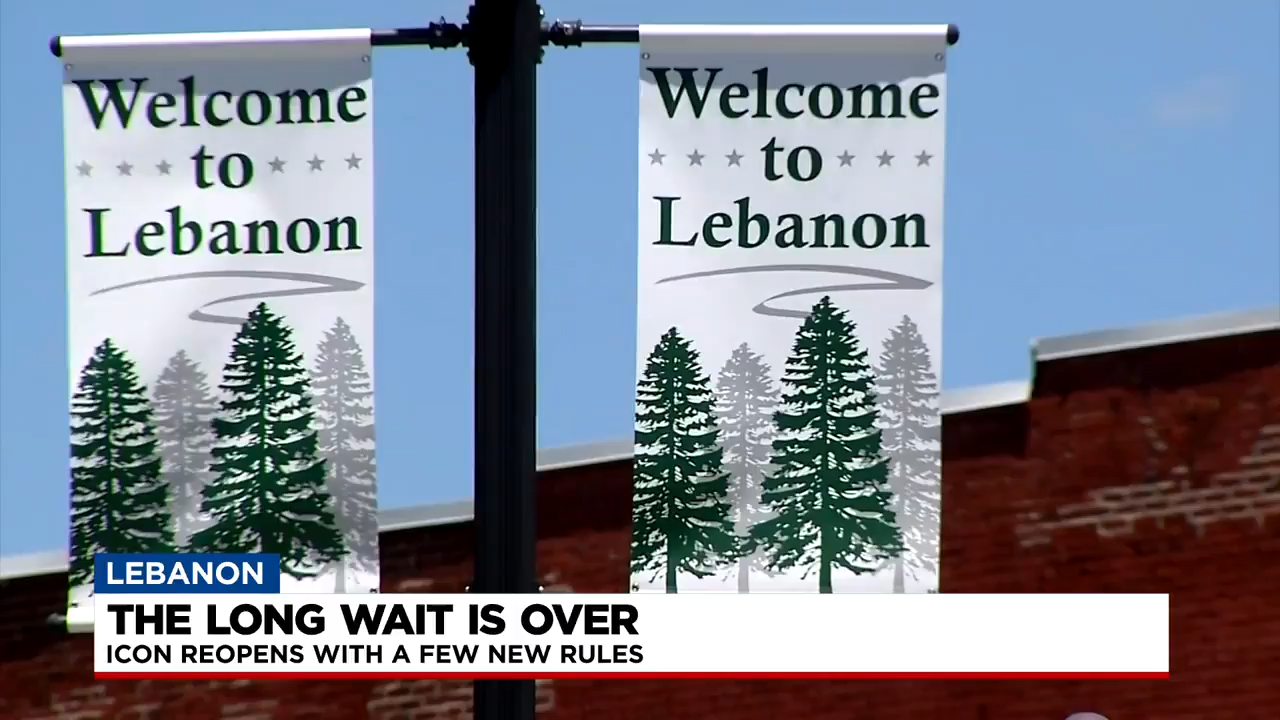 Welcome
to
Lebanon
Welcome
to
Lebanon
LEBANON
THE LONG WAIT IS OVER
ICON REOPENS WITH A FEW NEW RULES